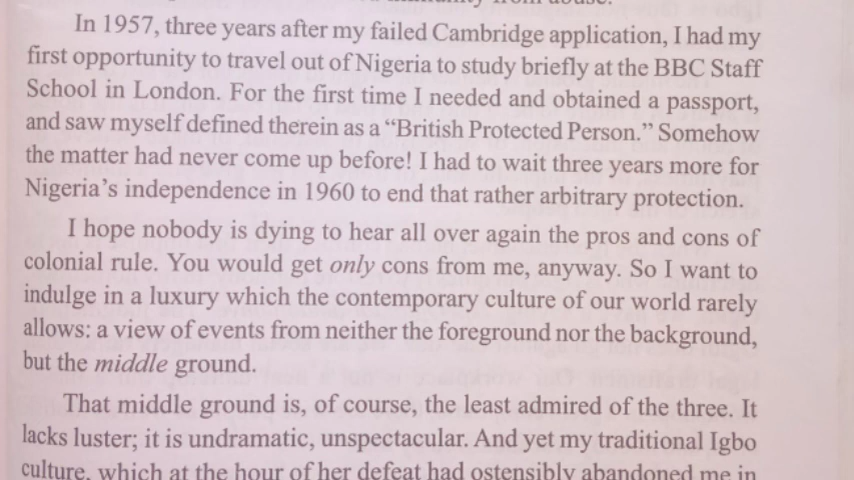 from abuse.
In 1957, three years after my failed Cambridge application, I had my
first opportunity to travel out of Nigeria to study briefly at the BBC Staff
School in London. For the first time I needed and obtained a passport,
and saw myself defined therein as a “British Protected Person.” Somehow
the matter had never come up before! I had to wait three years more for
Nigeria’s independence in 1960 to end that rather arbitrary protection.
I hope nobody is dying to hear all over again the pros and cons of
colonial rule. You would get only cons from me, anyway. So I want to
indulge in a luxury which the contemporary culture of our world rarely
allows: a view of events from neither the foreground nor the background,
but the middle ground.
That middle ground is, of course, the least admired of the three. It
lacks luster; it is undramatic, unspectacular. And yet my traditional Igbo
culture, which at the hour of her defeat had ostensibly abandoned me in